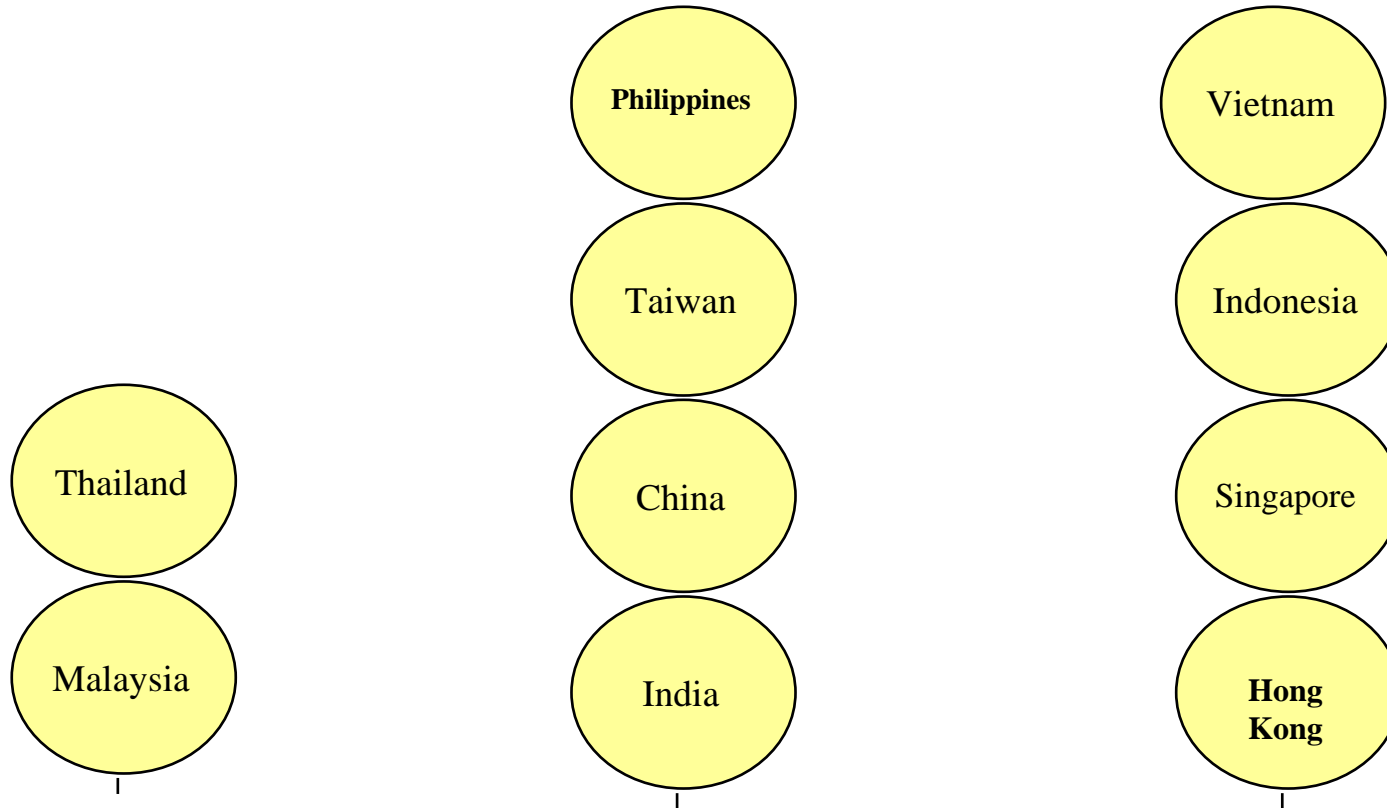 Philippines
Vietnam
Taiwan
Indonesia
Thailand
China
Singapore
Malaysia
India
Hong
Kong